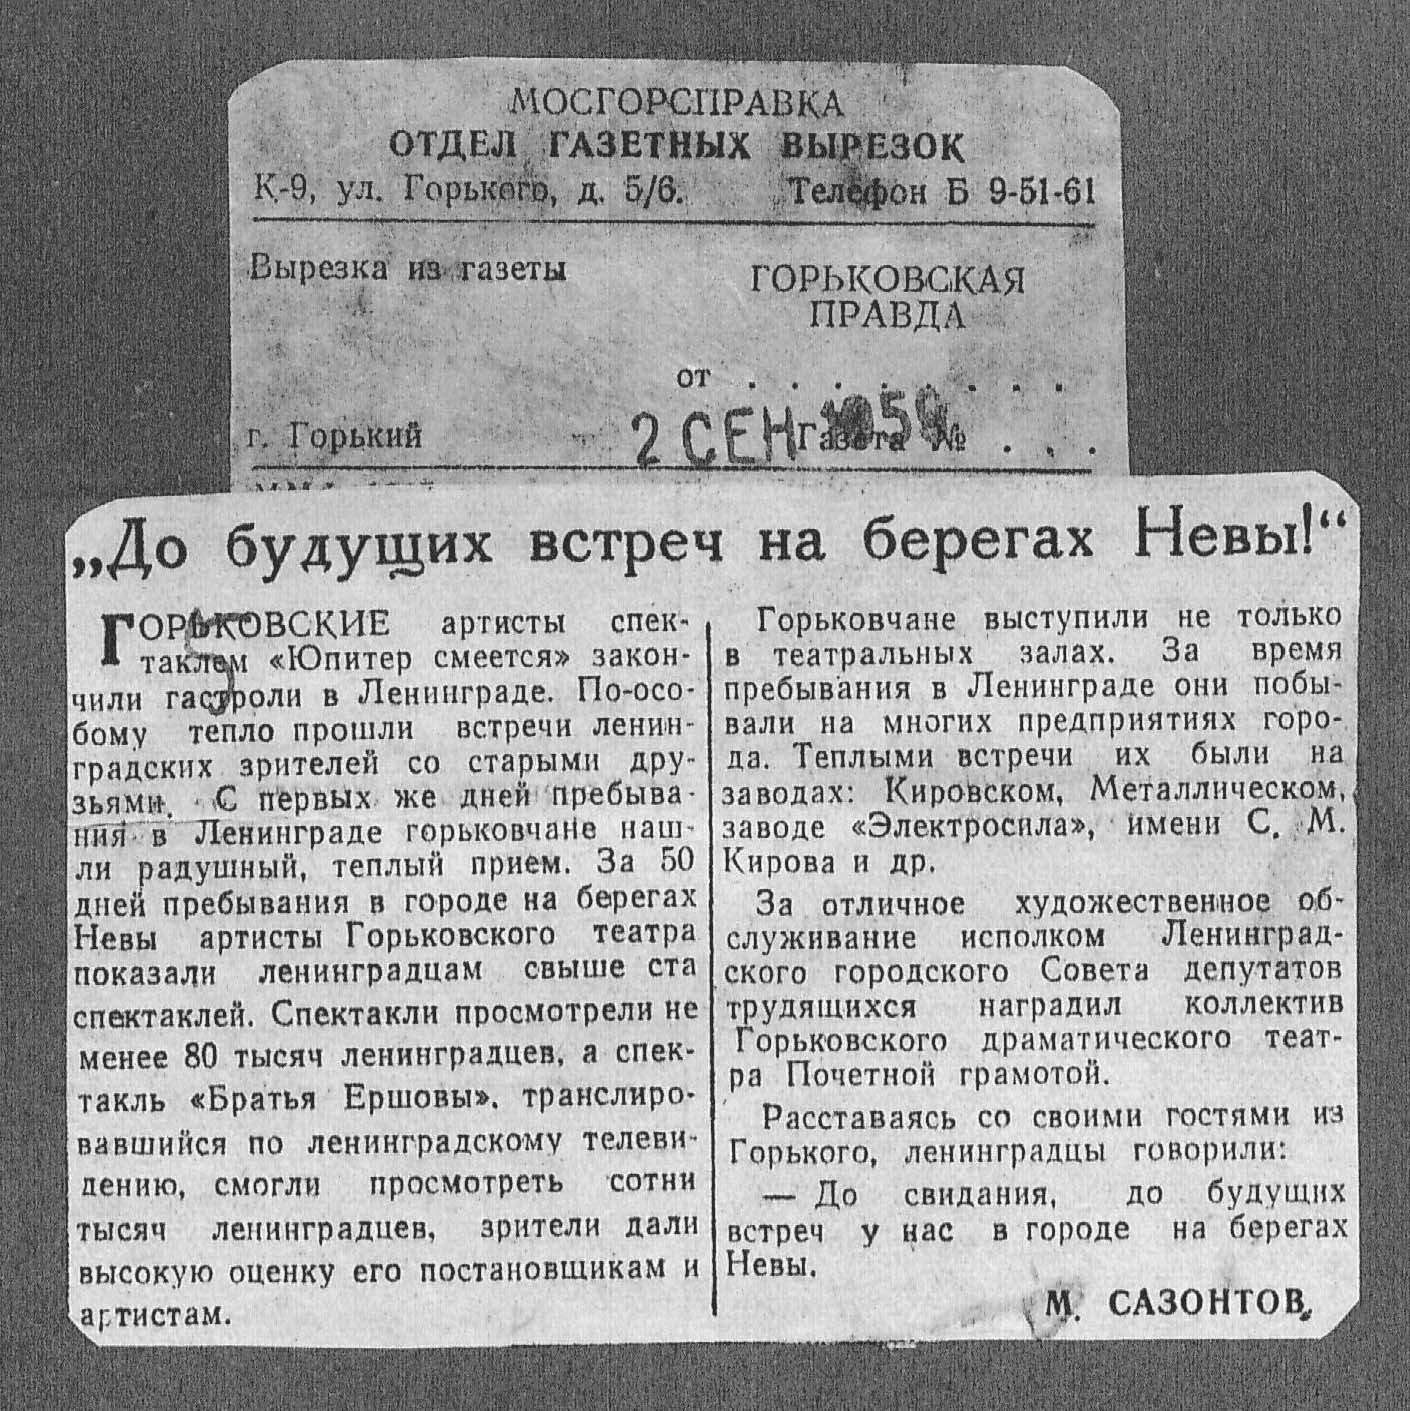 МОСГОРСПРАВКА
ОТДЕЛ ГАЗЕТНЫХ ВЫРЕЗОК
К-9, ул. Горького, д. 5/6. Телефон Б 9-51-61
Вырезка из газеты
ГОРЬКОВСКАЯ
ПРАВДА
от . . . . . . . .
г. Горький
2 СЕН 1959
Газета № . . .
„До будущих встреч на берегах Невы!“
ГОРЬКОВСКИЕ артисты спек-
таклем «Юпитер смеется» закон-
чили гастроли в Ленинграде. По-осо-
бому тепло прошли встречи ленин-
градских зрителей со старыми дру-
зьями. С первых же дней пребыва-
ния в Ленинграде горьковчане наш-
ли радушный, теплый прием. За 50
дней пребывания в городе на берегах
Невы артисты Горьковского театра
показали ленинградцам свыше ста
спектаклей. Спектакли просмотрели не
менее 80 тысяч ленинградцев, а спек-
такль «Братья Ершовы», транслиро-
вавшийся по ленинградскому телеви-
дению, смогли просмотреть сотни
тысяч ленинградцев, зрители дали
высокую оценку его постановщикам и
артистам.
Горьковчане выступили не только
в театральных залах. За время
пребывания в Ленинграде они побы-
вали на многих предприятиях горо-
да. Теплыми встречи их были на
заводах: Кировском, Металлическом,
заводе «Электросила», имени С. М.
Кирова и др.
За отличное художественное об-
служивание исполком Ленинград-
ского городского Совета депутатов
трудящихся наградил коллектив
Горьковского драматического теат-
ра Почетной грамотой.
Расставаясь со своими гостями из
Горького, ленинградцы говорили:
— До свидания, до будущих
встреч у нас в городе на берегах
Невы.
М. САЗОНТОВ.